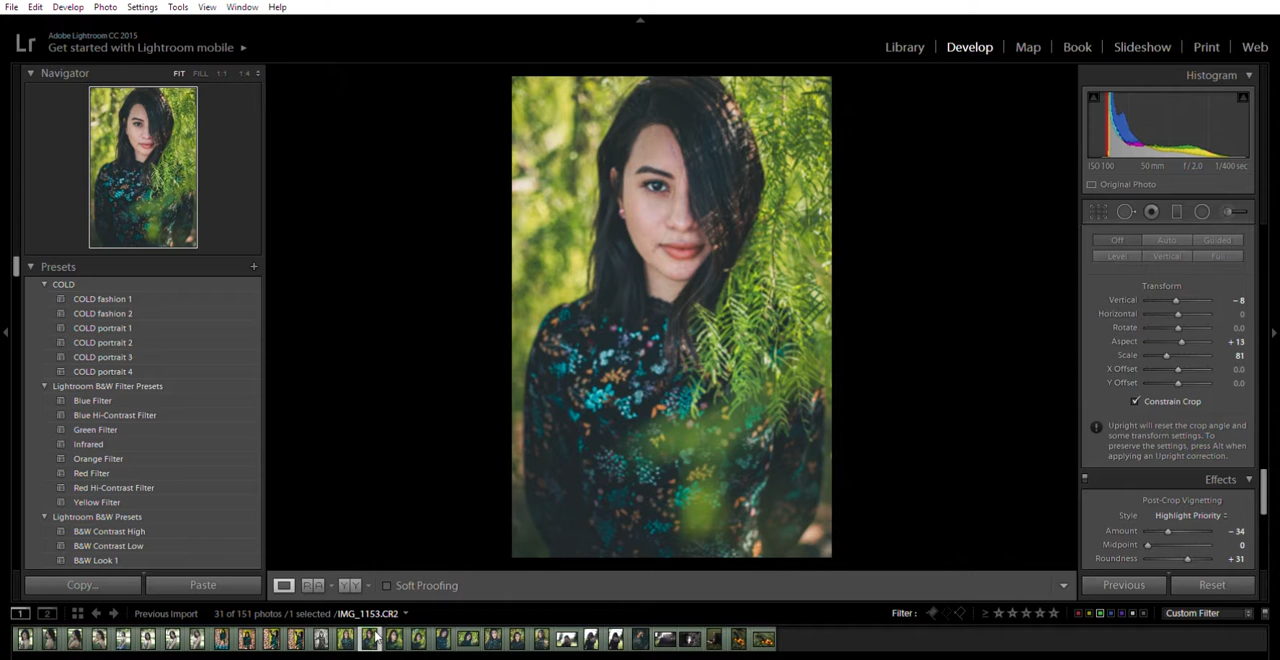 File Edit Develop Photo Settings Tools View Window Help
Lr
Adobe Lightroom CC 2015
Get started with Lightroom mobile
Library Develop Map Book Slideshow Print Web
Navigator FIT FILL 1:1 1:4
Histogram
ISO 100 50 mm f / 2.0 1/400 sec
Original Photo
Off Auto Guided
Level Vertical Full
Presets +
COLD
COLD fashion 1
COLD fashion 2
COLD portrait 1
COLD portrait 2
COLD portrait 3
COLD portrait 4
Lightroom B&W Filter Presets
Blue Filter
Blue Hi-Contrast Filter
Green Filter
Infrared
Orange Filter
Red Filter
Red Hi-Contrast Filter
Yellow Filter
Lightroom B&W Presets
B&W Contrast High
B&W Contrast Low
B&W Look 1
Transform
Vertical - 8
Horizontal 0
Rotate 0,0
Aspect + 13
Scale 81
X Offset 0,0
Y Offset 0,0
Constrain Crop
Upright will reset the crop angle and
some transform settings. To
preserve the settings, press Alt when
applying an Upright correction.
Effects
Post-Crop Vignetting
Style Highlight Priority
Amount - 34
Midpoint 0
Roundness + 31
Copy... Paste
Soft Proofing
Previous Reset
1 2 Previous Import 31 of 151 photos /1 selected /IMG_1153.CR2
Filter : Custom Filter